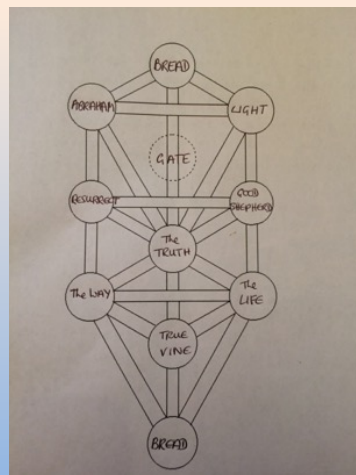 BREAD
ABRAHAM
LIGHT
GATE
RESURRECT
GOOD
SHEPHERD
The
TRUTH
The WAY
The
LIFE
TRUE
VINE
BREAD